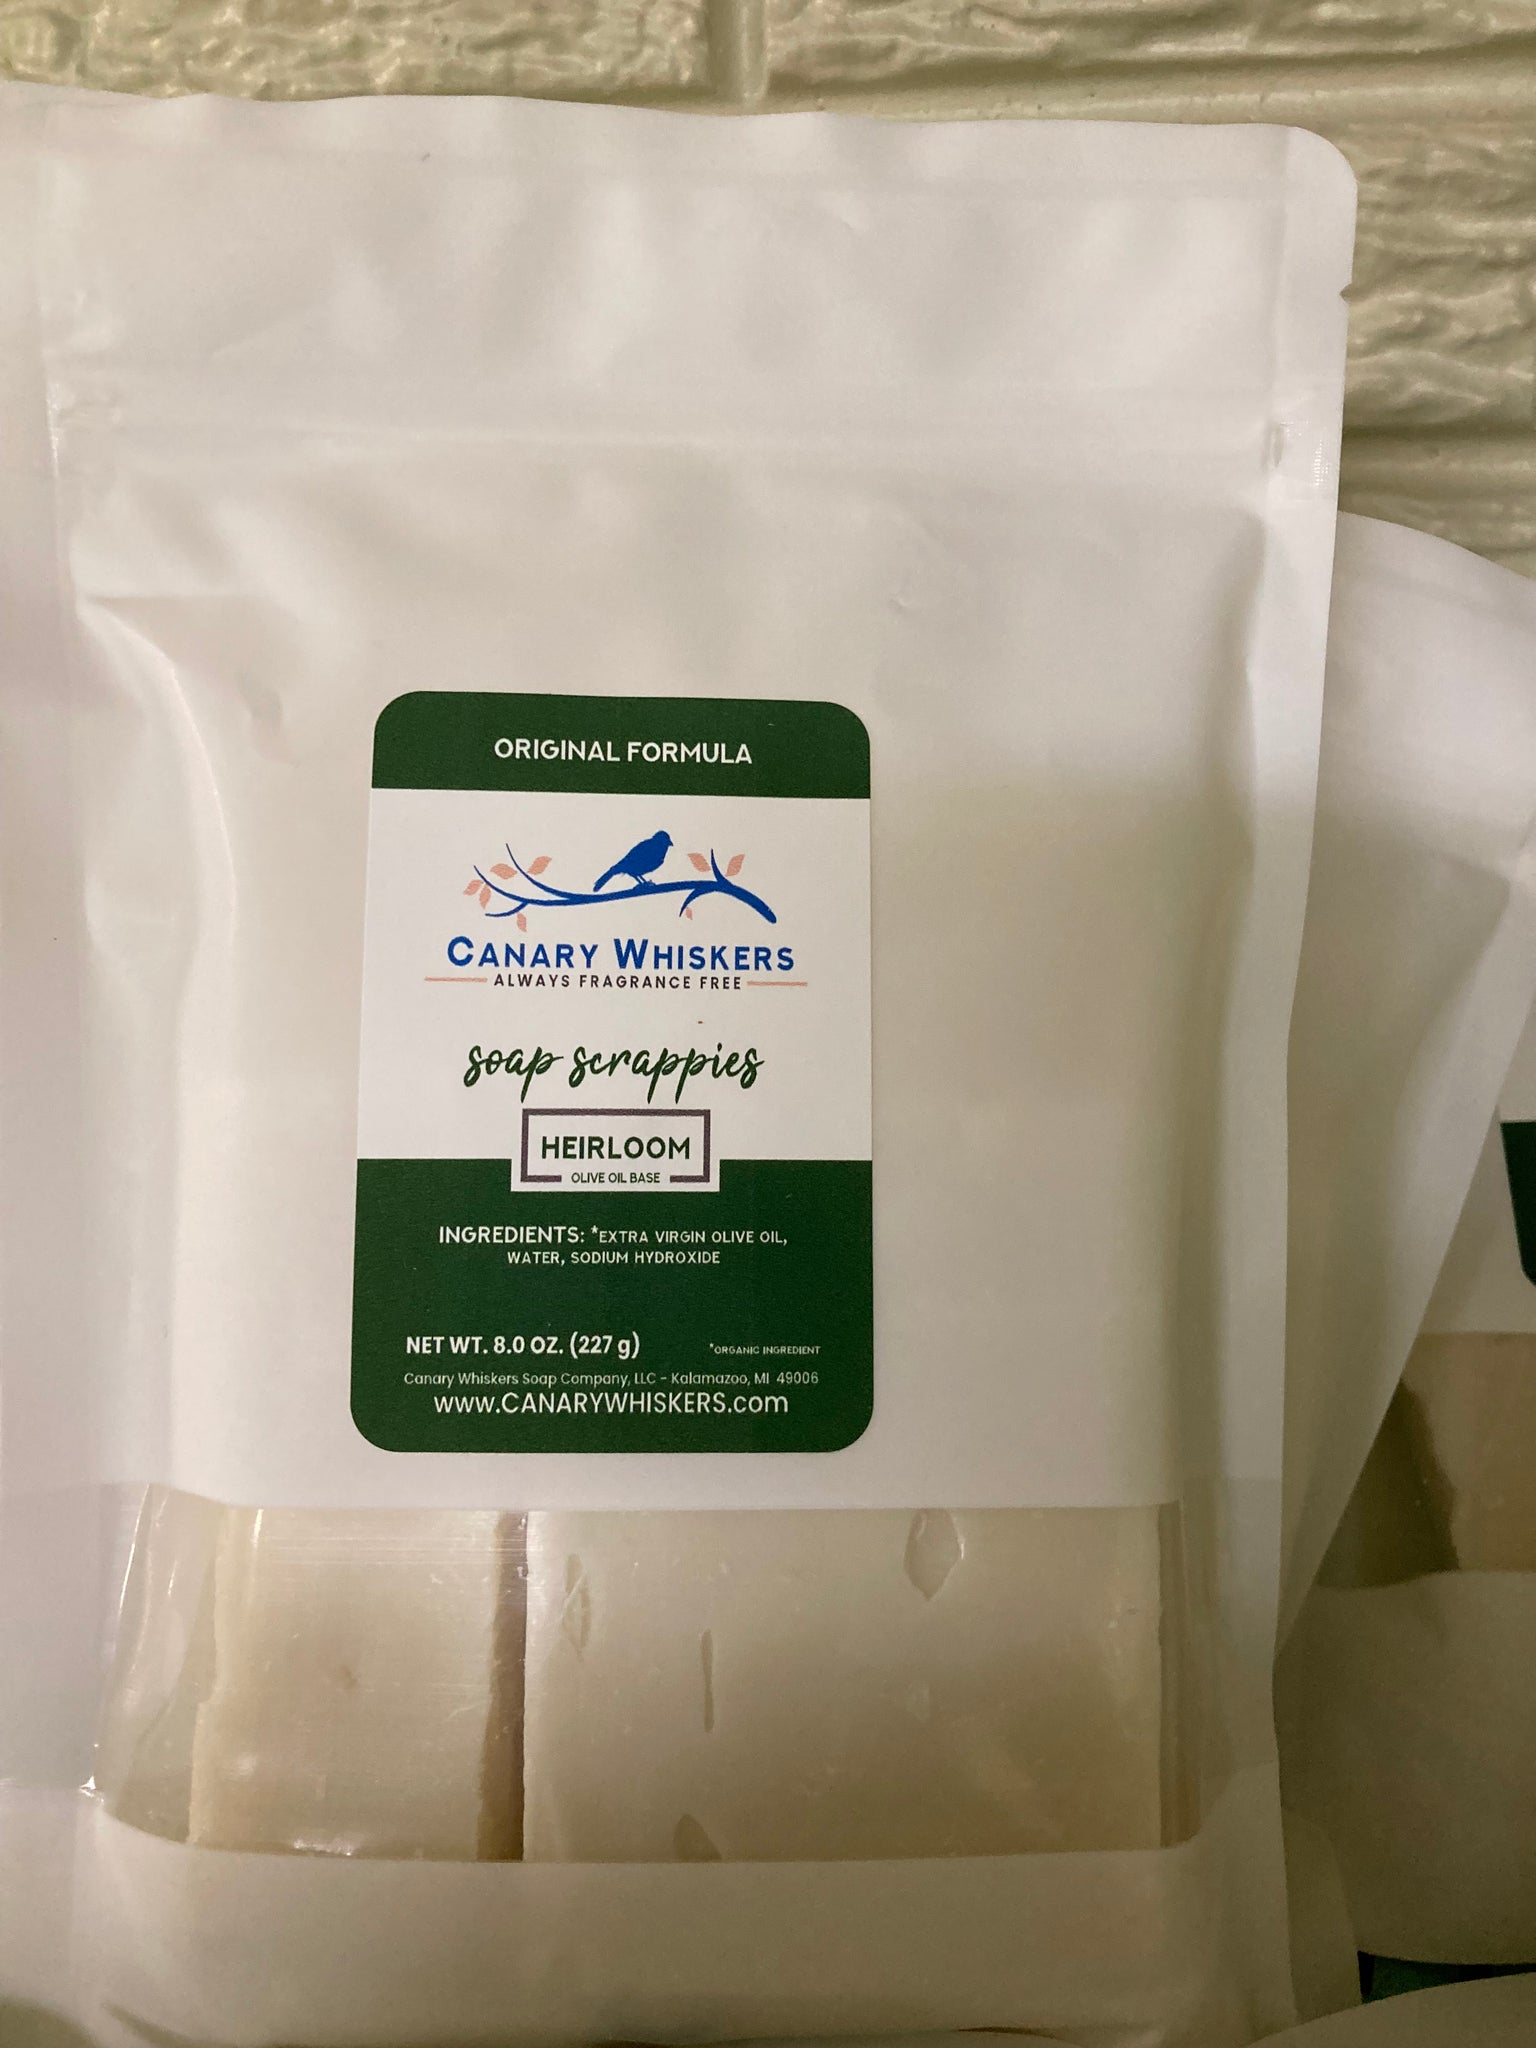 ORIGINAL FORMULA
CANARY WHISKERS
ALWAYS FRAGRANCE FREE
soap scrappies
HEIRLOOM
OLIVE OIL BASE
INGREDIENTS: *EXTRA VIRGIN OLIVE OIL,
WATER, SODIUM HYDROXIDE
NET WT. 8.0 OZ. (227 g)
*ORGANIC INGREDIENT
Canary Whiskers Soap Company, LLC - Kalamazoo, MI 49006
www.CANARYWHISKERS.com